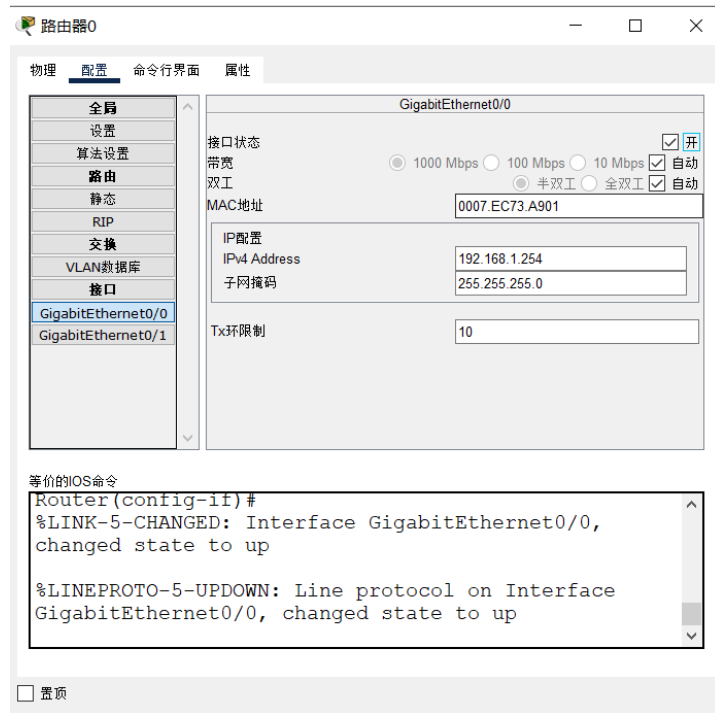 路由器0
物理 配置 命令行界面 属性
全局
设置
算法设置
路由
静态
RIP
交换
VLAN数据库
接口
GigabitEthernet0/0
GigabitEthernet0/1
GigabitEthernet0/0
接口状态 开
带宽 1000 Mbps 100 Mbps 10 Mbps 自动
双工 半双工 全双工 自动
MAC地址 0007.EC73.A901
IP配置
IPv4 Address 192.168.1.254
子网掩码 255.255.255.0
Tx环限制 10
等价的IOS命令
Router(config-if)#
%LINK-5-CHANGED: Interface GigabitEthernet0/0,
changed state to up
%LINEPROTO-5-UPDOWN: Line protocol on Interface
GigabitEthernet0/0, changed state to up
置顶